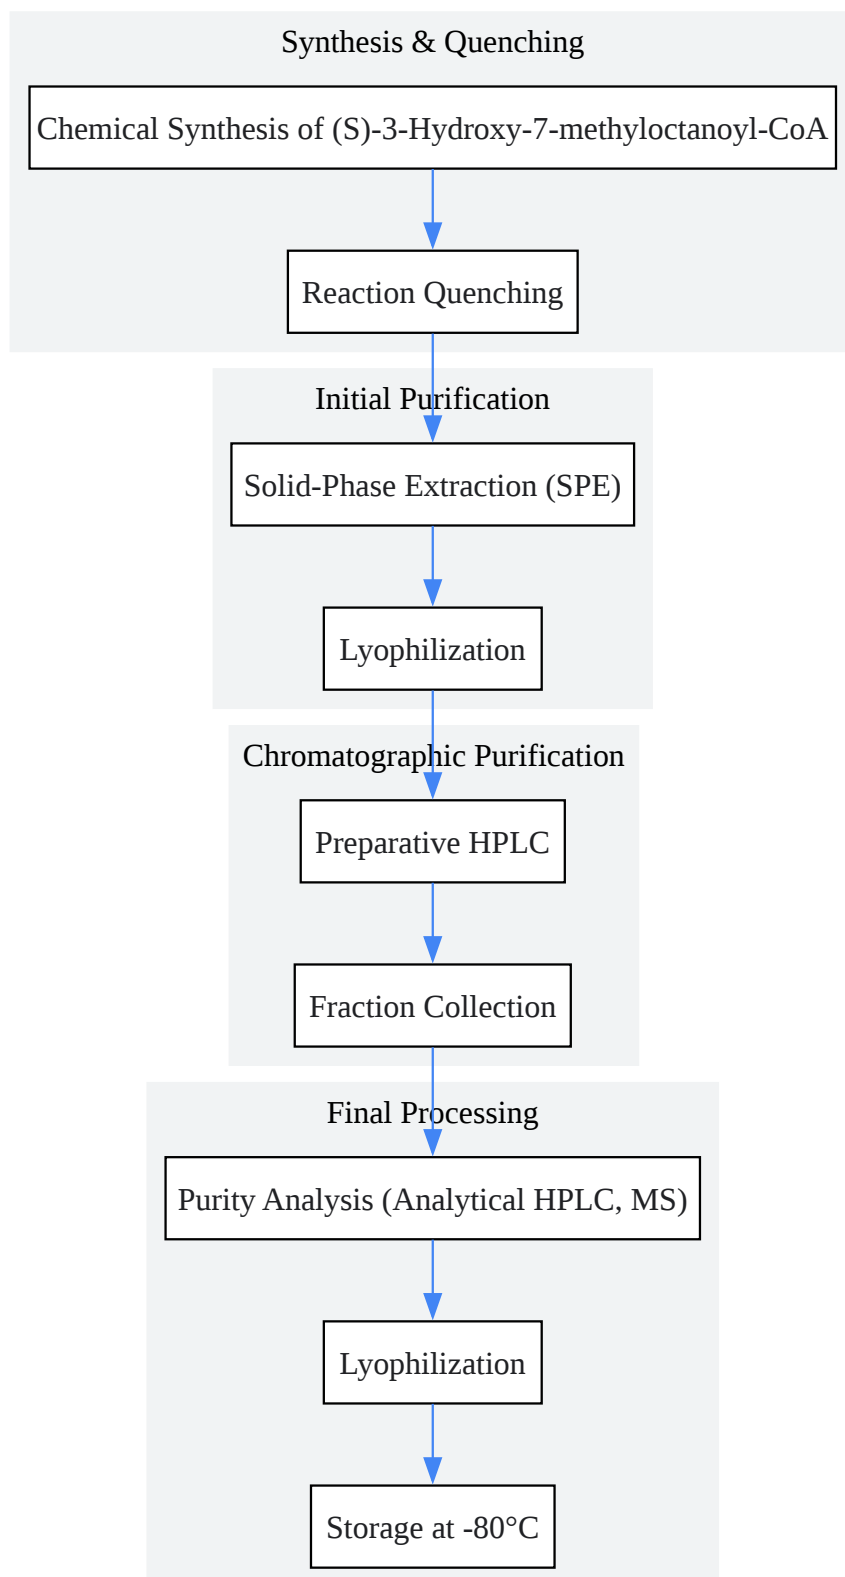 Synthesis & Quenching
Chemical Synthesis of (S)-3-Hydroxy-7-methyloctanoyl-CoA
Reaction Quenching
Initial Purification
Solid-Phase Extraction (SPE)
Lyophilization
Chromatographic Purification
Preparative HPLC
Fraction Collection
Final Processing
Purity Analysis (Analytical HPLC, MS)
Lyophilization
Storage at -80°C